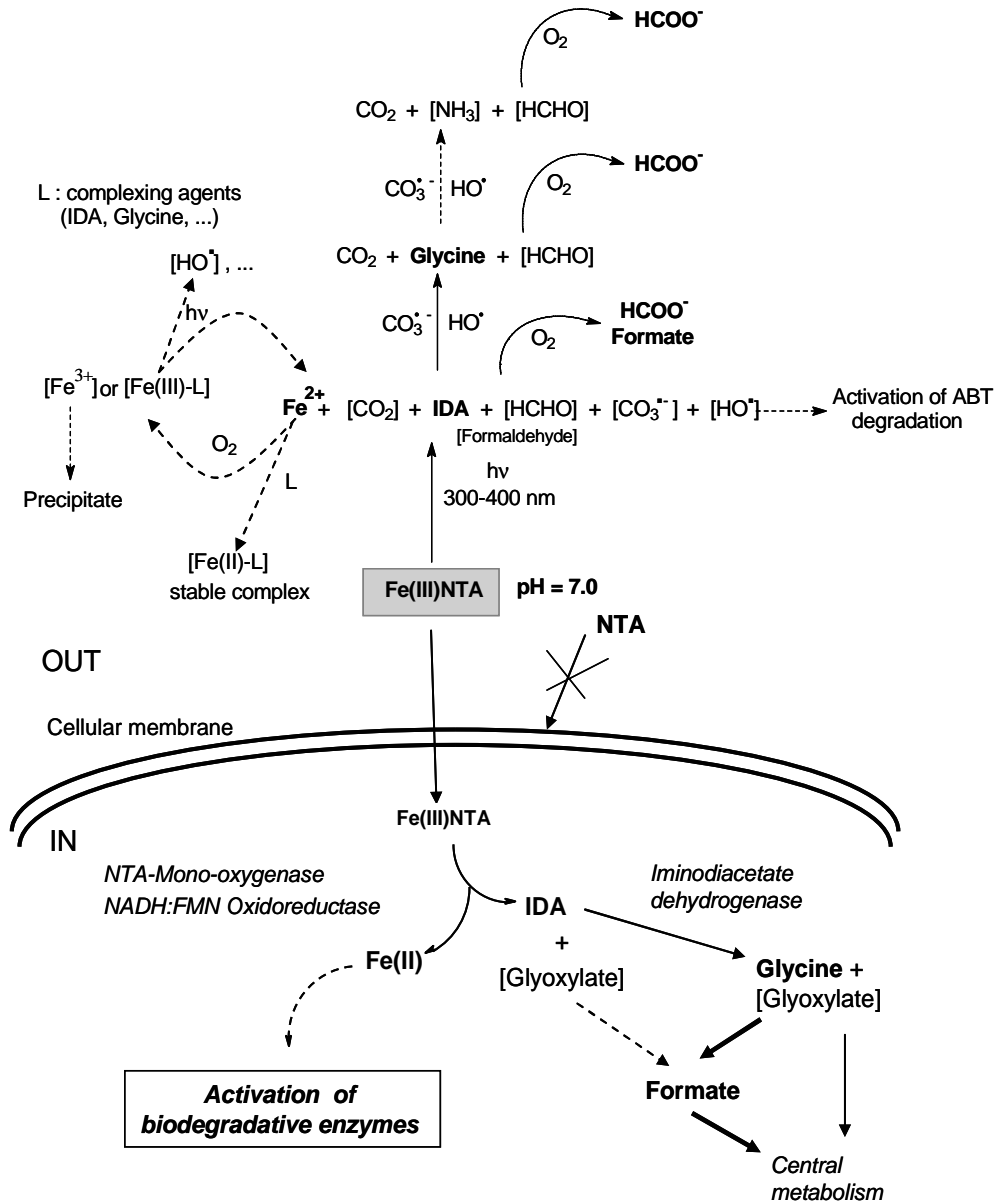 HCOO⁻
O₂
CO₂ + [NH₃] + [HCHO]
HCOO⁻
CO₃•⁻ HO•
O₂
L : complexing agents
(IDA, Glycine, ...)
CO₂ + Glycine + [HCHO]
[HO•] , ...
hν
CO₃•⁻ HO•
HCOO⁻
Formate
O₂
[Fe³⁺] or [Fe(III)-L]
Fe²⁺ + [CO₂] + IDA + [HCHO] + [CO₃•⁻] + [HO•]
[Formaldehyde]
Activation of ABT
degradation
O₂
L
hν
300-400 nm
Precipitate
[Fe(II)-L]
stable complex
Fe(III)NTA
pH = 7.0
NTA
OUT
Cellular membrane
IN
Fe(III)NTA
NTA-Mono-oxygenase
NADH:FMN Oxidoreductase
Iminodiacetate
dehydrogenase
IDA
+
[Glyoxylate]
Fe(II)
Glycine +
[Glyoxylate]
Activation of
biodegradative enzymes
Formate
Central
metabolism